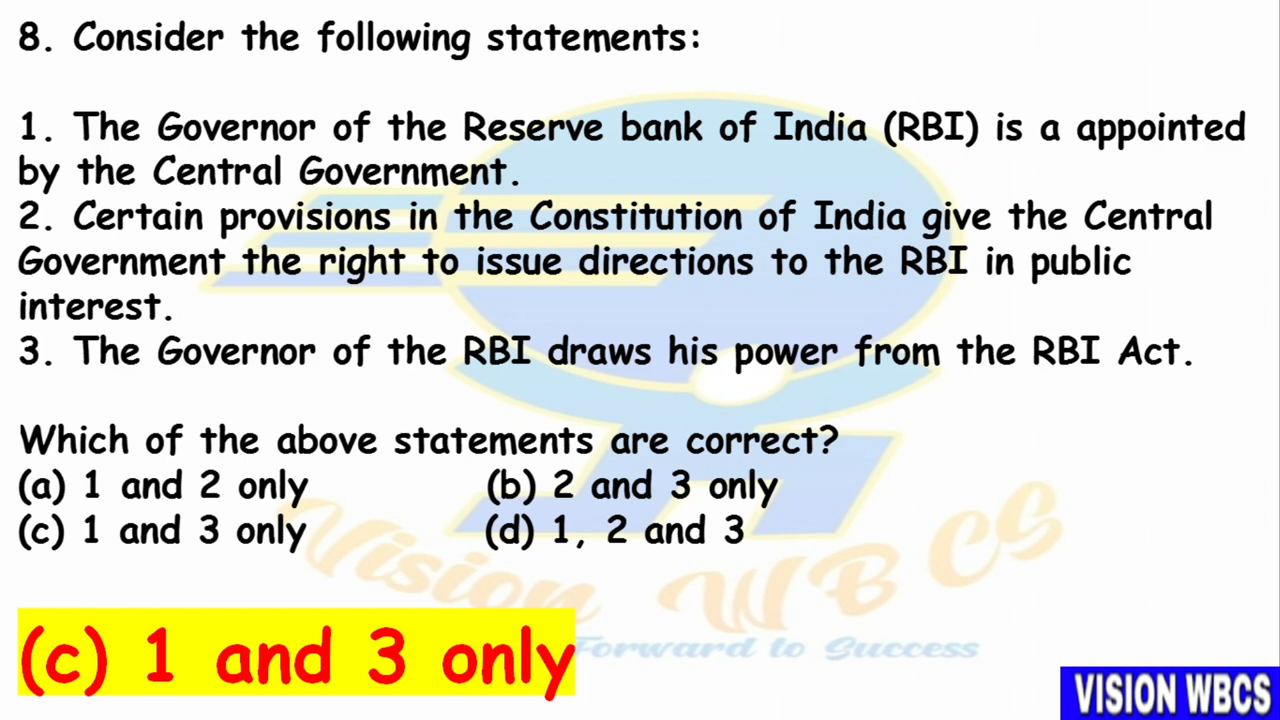 8. Consider the following statements:
1. The Governor of the Reserve bank of India (RBI) is a appointed
by the Central Government.
2. Certain provisions in the Constitution of India give the Central
Government the right to issue directions to the RBI in public
interest.
3. The Governor of the RBI draws his power from the RBI Act.
Which of the above statements are correct?
(a) 1 and 2 only (b) 2 and 3 only
(c) 1 and 3 only (d) 1, 2 and 3
Vision WBCS
(c) 1 and 3 only
Forward to Success
VISION WBCS